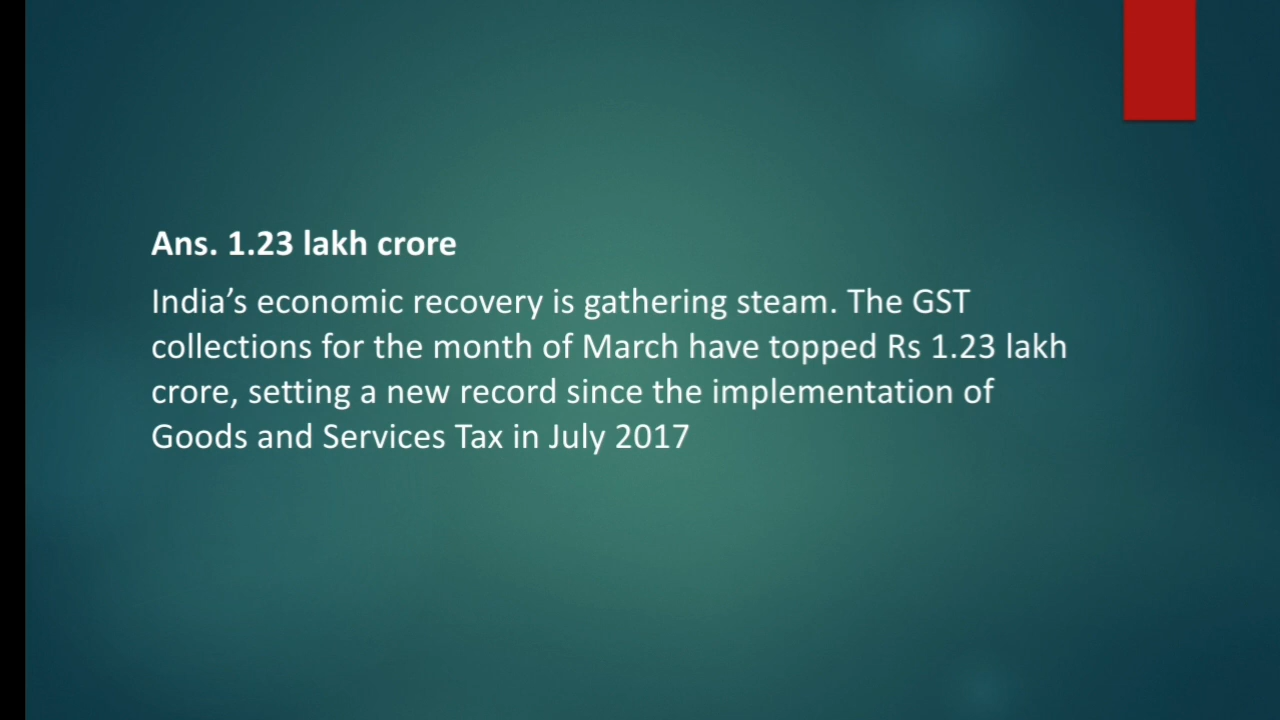 Ans. 1.23 lakh crore
India’s economic recovery is gathering steam. The GST
collections for the month of March have topped Rs 1.23 lakh
crore, setting a new record since the implementation of
Goods and Services Tax in July 2017